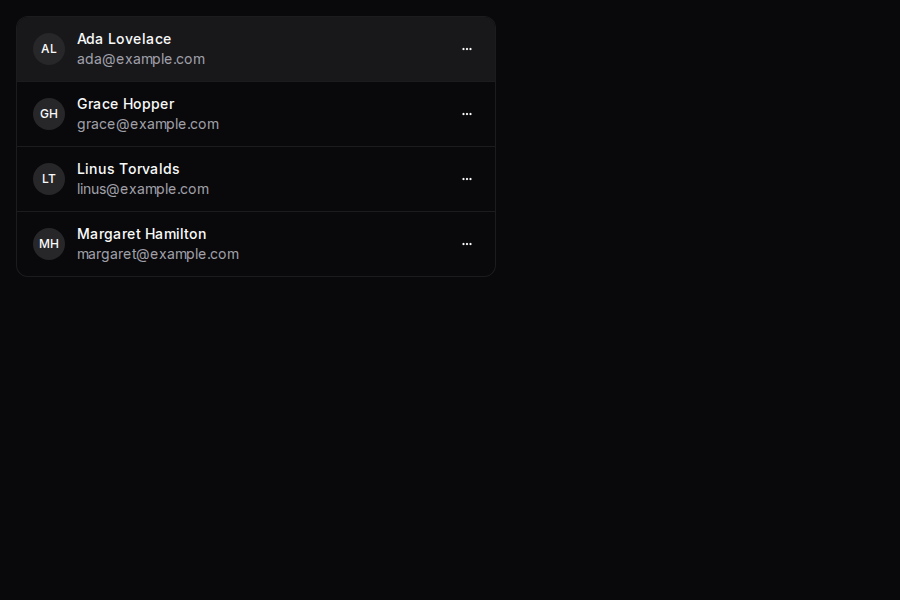 AL
Ada Lovelace
ada@example.com
...
GH
Grace Hopper
grace@example.com
...
LT
Linus Torvalds
linus@example.com
...
MH
Margaret Hamilton
margaret@example.com
...